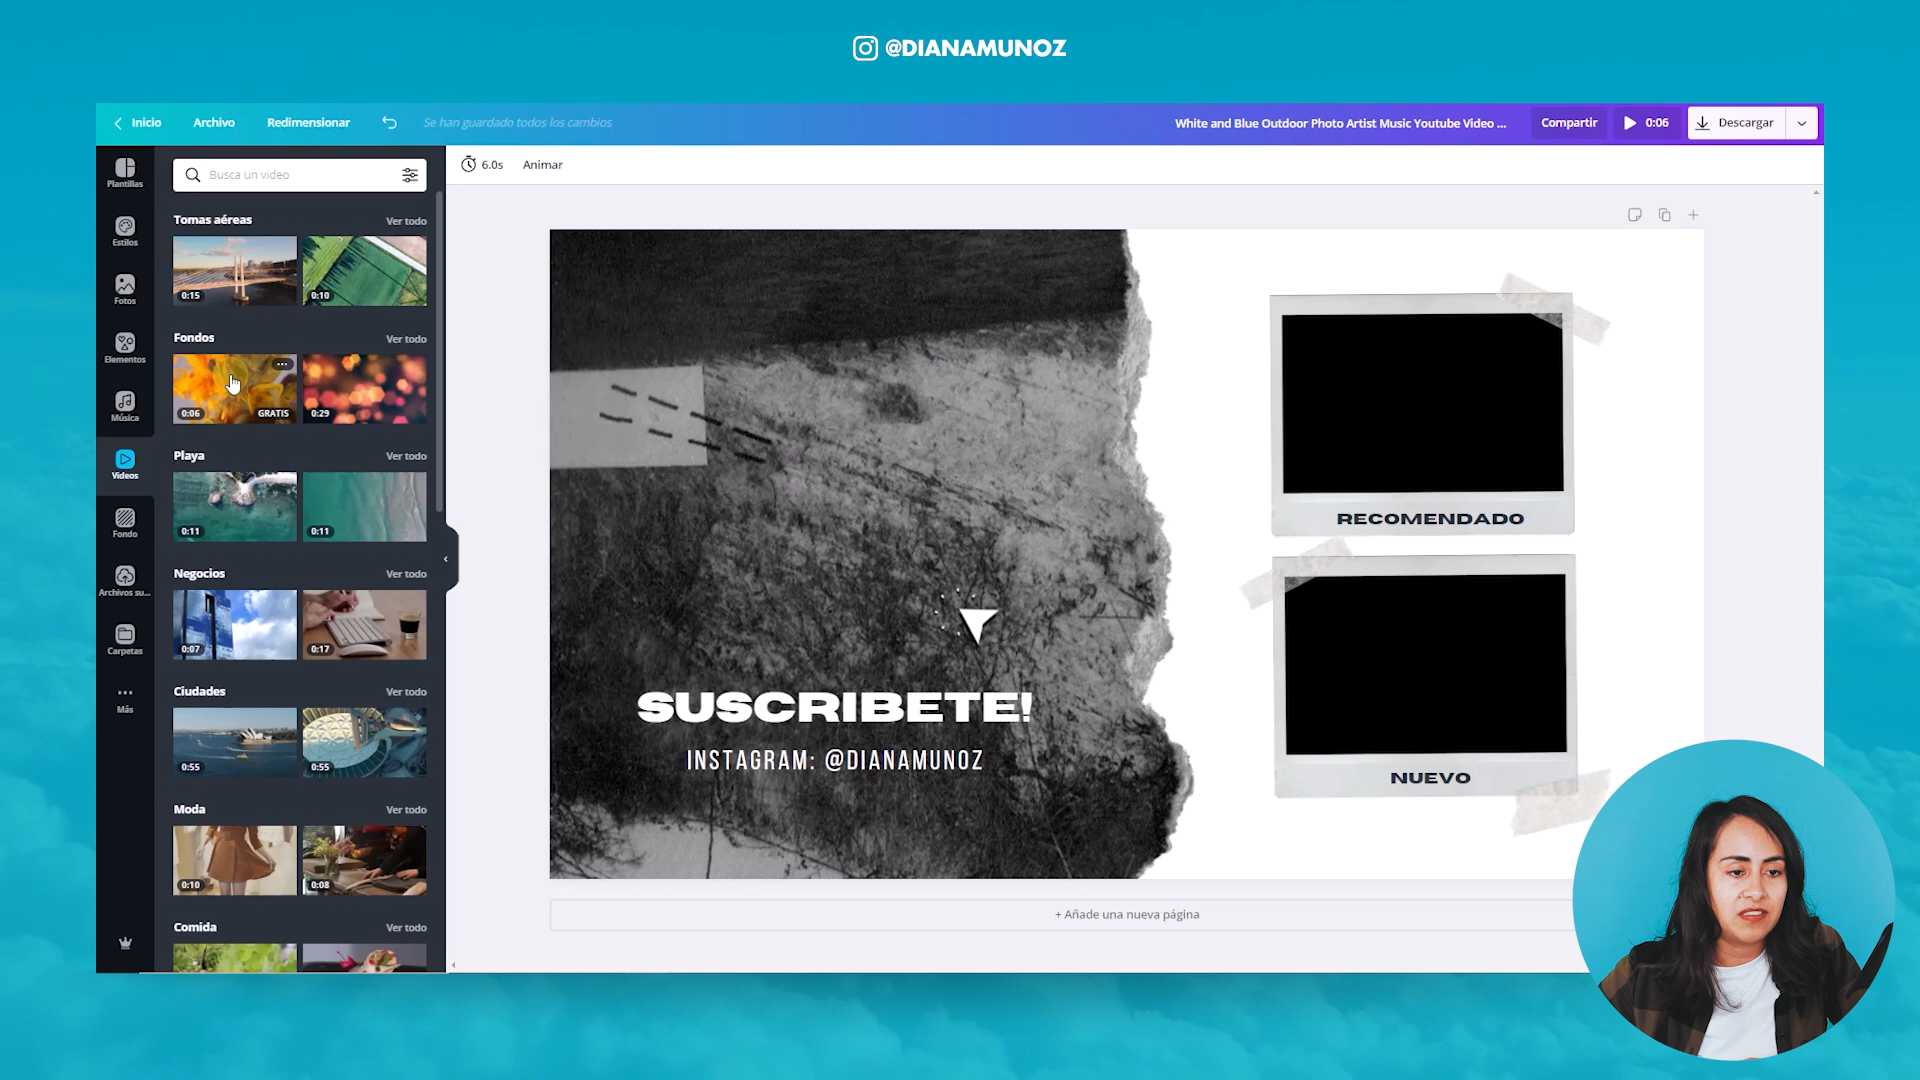 @DIANAMUNOZ
Inicio
Archivo
Redimensionar
Se han guardado todos los cambios
White and Blue Outdoor Photo Artist Music Youtube Video ...
Compartir
0:06
Descargar
Plantillas
Estilos
Fotos
Elementos
Música
Videos
Fondo
Archivos su...
Carpetas
Más
Busca un video
Tomas aéreas
Ver todo
0:15
0:10
Fondos
Ver todo
0:06
GRATIS
0:29
Playa
Ver todo
0:11
0:11
Negocios
Ver todo
0:07
0:17
Ciudades
Ver todo
0:55
0:55
Moda
Ver todo
0:10
0:08
Comida
Ver todo
6.0s
Animar
SUSCRIBETE!
INSTAGRAM: @DIANAMUNOZ
RECOMENDADO
NUEVO
+ Añade una nueva página